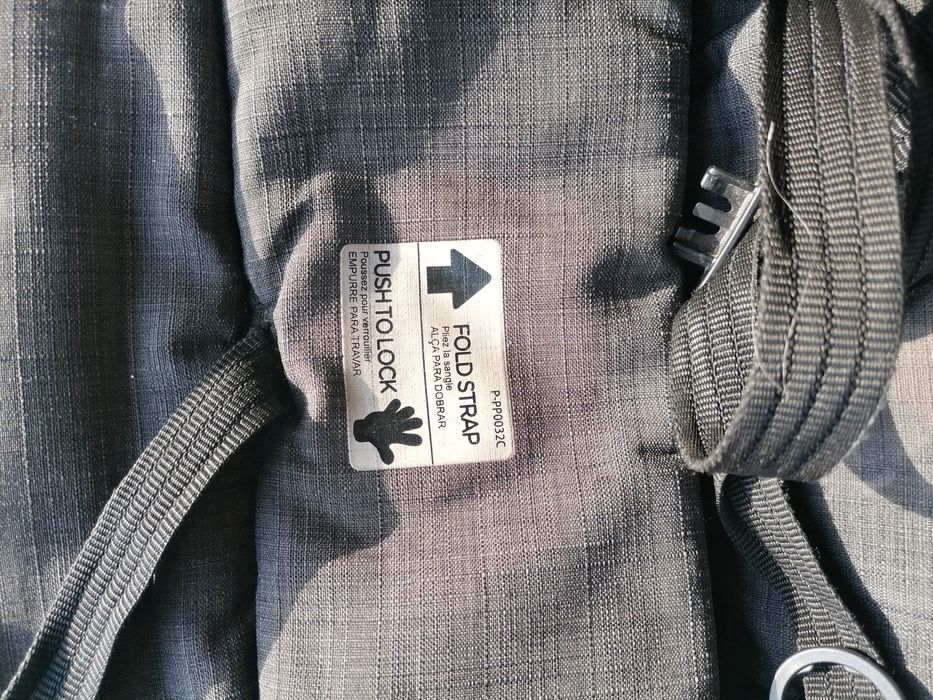 P-PP0032C
FOLD STRAP
Pliez la sangle
ALÇA PARA DOBRAR
PUSH TO LOCK
Poussez pour verrouiller
EMPURRE PARA TRAVAR